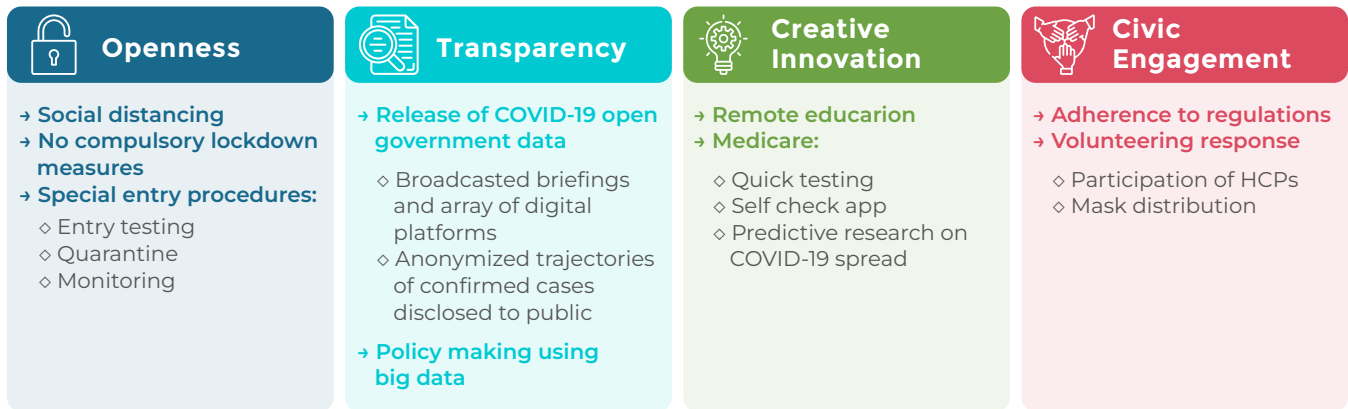 Openness
→ Social distancing
→ No compulsory lockdown
measures
→ Special entry procedures:
◇ Entry testing
◇ Quarantine
◇ Monitoring
Transparency
→ Release of COVID-19 open
government data
◇ Broadcasted briefings
and array of digital
platforms
◇ Anonymized trajectories
of confirmed cases
disclosed to public
→ Policy making using
big data
Creative
Innovation
→ Remote educarion
→ Medicare:
◇ Quick testing
◇ Self check app
◇ Predictive research on
COVID-19 spread
Civic
Engagement
→ Adherence to regulations
→ Volunteering response
◇ Participation of HCPs
◇ Mask distribution